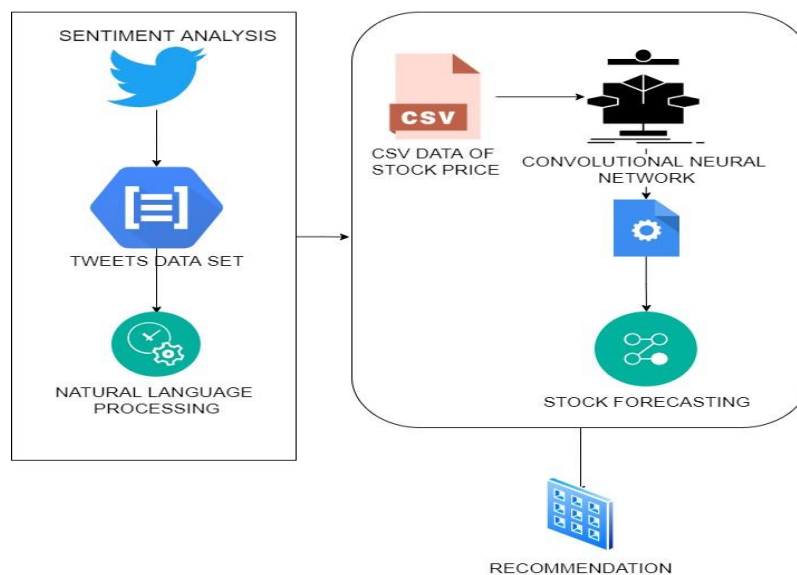 SENTIMENT ANALYSIS
TWEETS DATA SET
NATURAL LANGUAGE
PROCESSING
CSV
CSV DATA OF
STOCK PRICE
CONVOLUTIONAL NEURAL
NETWORK
STOCK FORECASTING
RECOMMENDATION